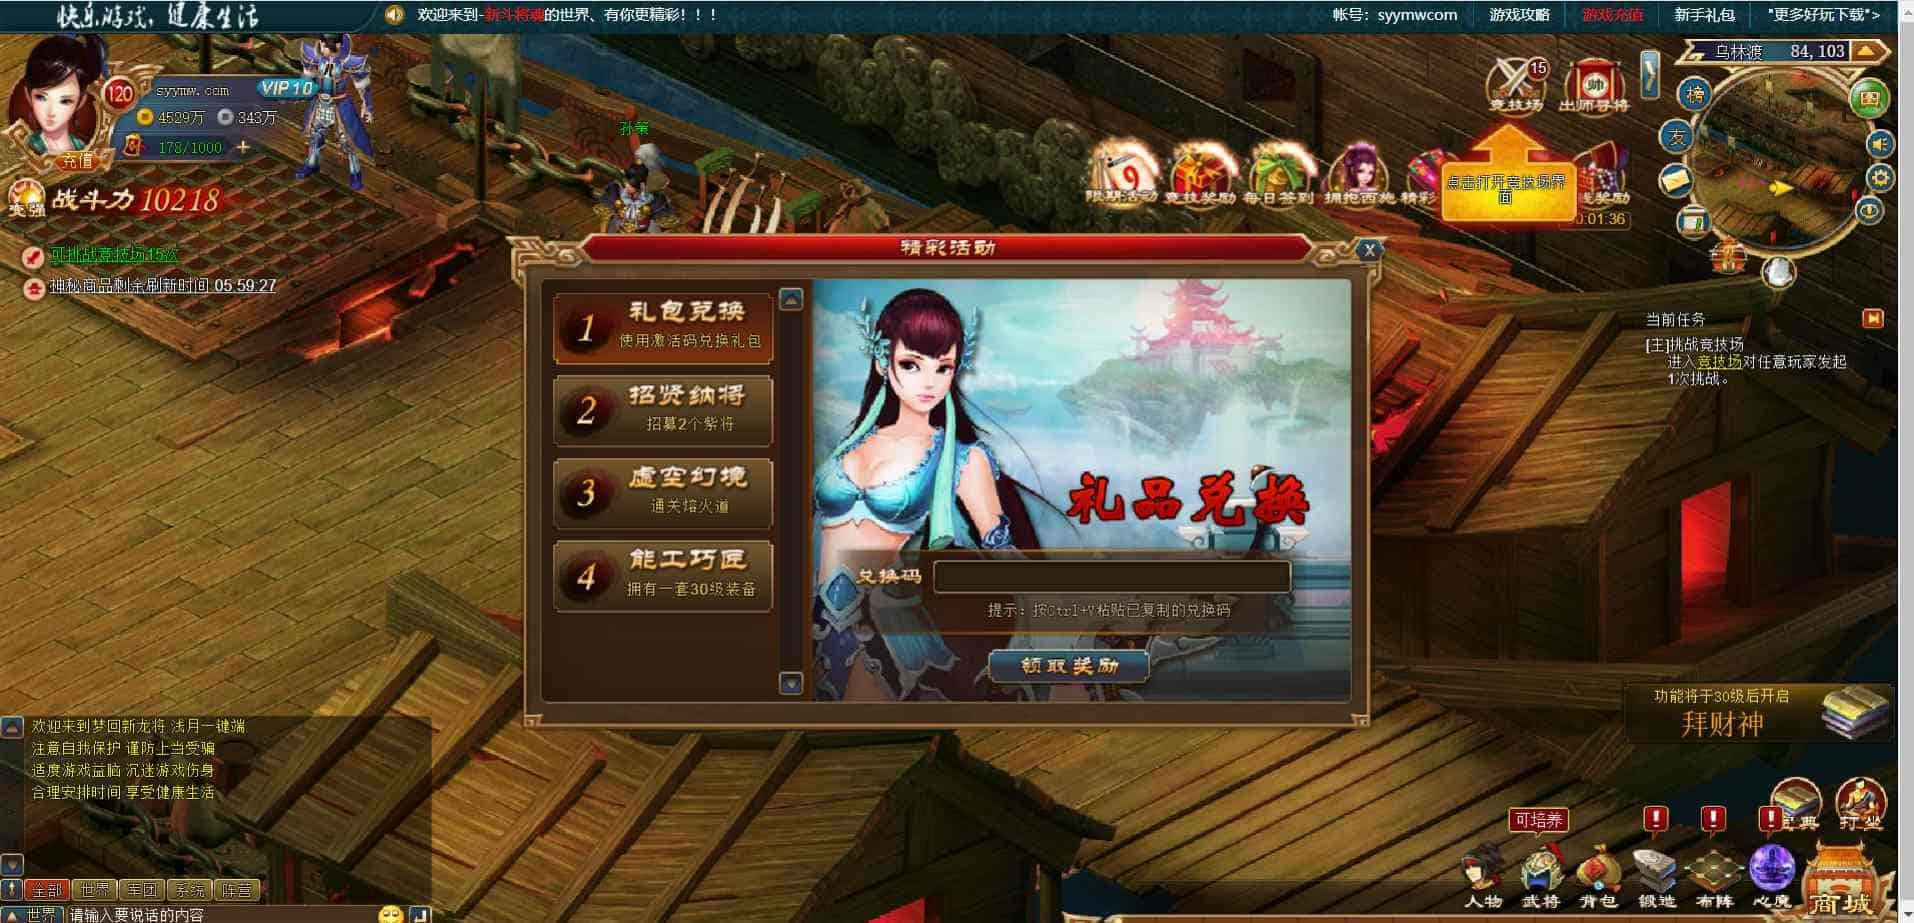 快乐游戏，健康生活
欢迎来到-新斗将魂的世界、有你更精彩！！！
帐号：syymwcom
游戏攻略
游戏充值
新手礼包
"更多好玩下载">
120
syymw.com
VIP10
4529万
343万
178/1000
充值
变强
战斗力10218
可挑战竞技场15次
神秘商品剩余刷新时间 05:59:27
孙策
15
竞技场
出师寻将
乌林渡 84,103
榜
友
9
限期活动
竞技奖励
每日签到
拥抱西施
精彩
点击打开竞技场界面
奖励
0:01:36
当前任务
[主]挑战竞技场
进入竞技场对任意玩家发起
1次挑战。
精彩活动
X
1
礼包兑换
使用激活码兑换礼包
2
招贤纳将
招募2个紫将
3
虚空幻境
通关熔火道
4
能工巧匠
拥有一套30级装备
礼品兑换
兑换码
提示：按Ctrl+V粘贴已复制的兑换码
领取奖励
功能将于30级后开启
拜财神
欢迎来到梦回新龙将 浅月一键端
注意自我保护 谨防上当受骗
适度游戏益脑 沉迷游戏伤身
合理安排时间 享受健康生活
全部
世界
军团
系统
阵营
世界
请输入要说话的内容
可培养
典
打坐
人物
武将
背包
锻造
布阵
心魔
商城